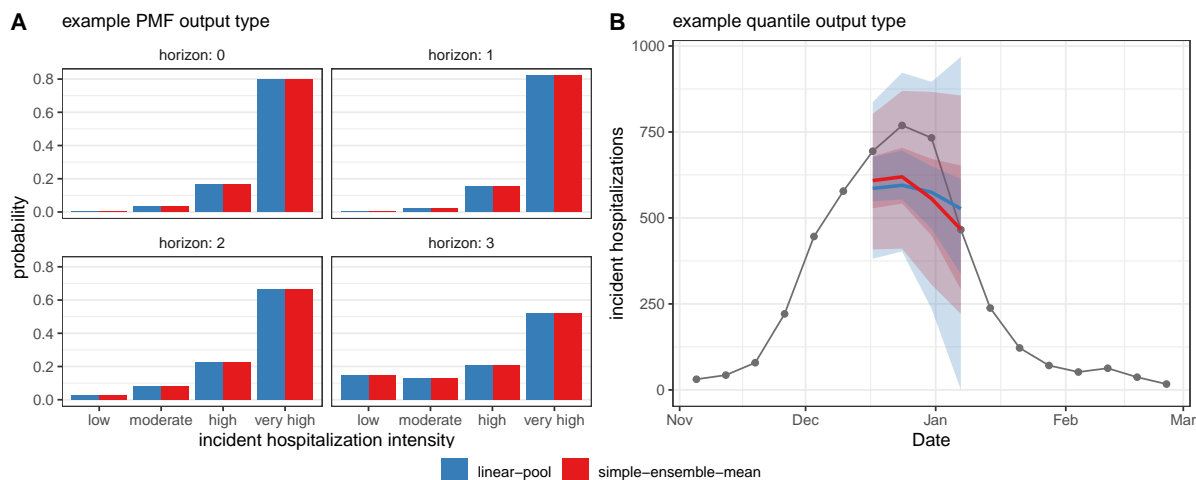 A
example PMF output type
horizon: 0
horizon: 1
0.8
0.6
0.4
0.2
0.0
horizon: 2
horizon: 3
0.8
0.6
0.4
0.2
0.0
probability
low moderate high very high
low moderate high very high
incident hospitalization intensity
B
example quantile output type
1000
750
500
250
0
incident hospitalizations
Nov Dec Jan Feb Mar
Date
linear−pool
simple−ensemble−mean